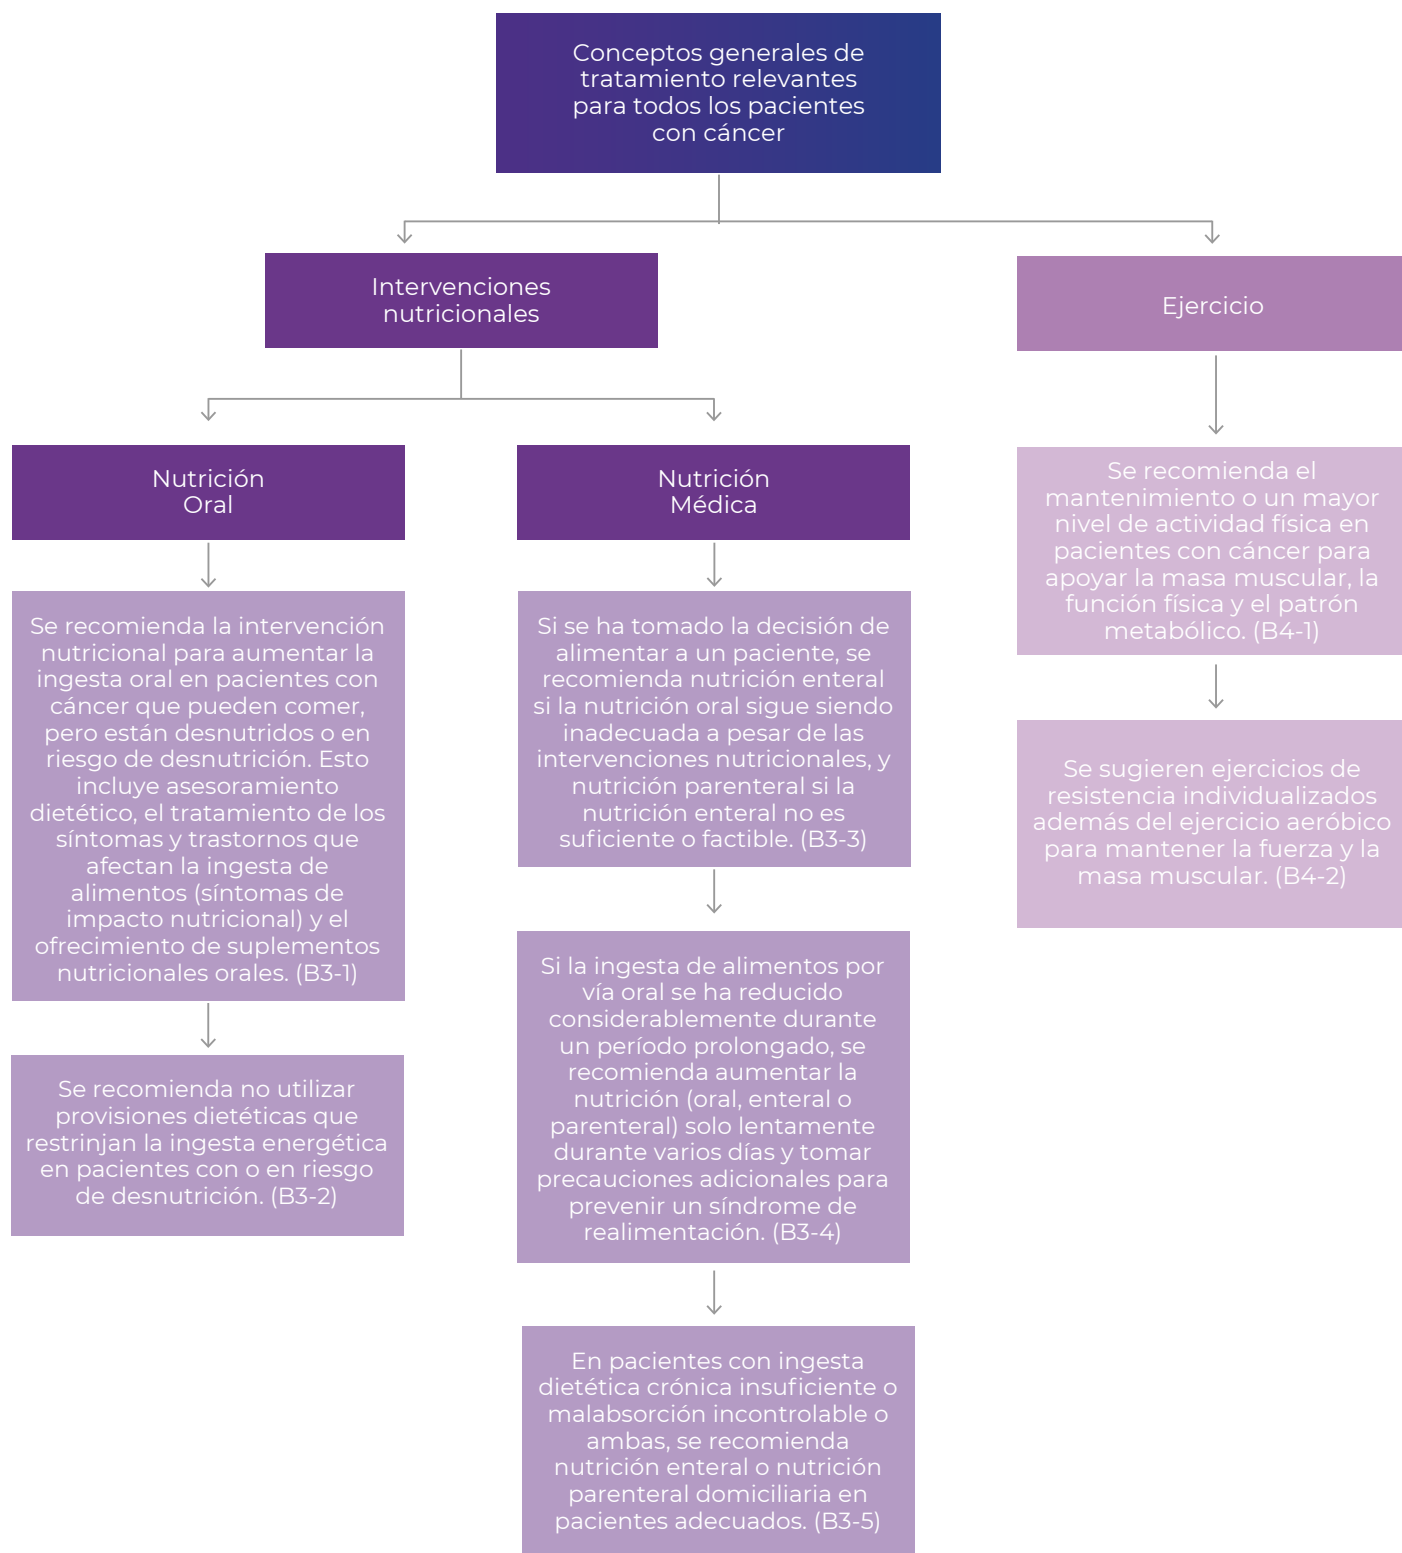 Conceptos generales de
tratamiento relevantes
para todos los pacientes
con cáncer
Intervenciones
nutricionales
Ejercicio
Nutrición
Oral
Nutrición
Médica
Se recomienda la intervención
nutricional para aumentar la
ingesta oral en pacientes con
cáncer que pueden comer,
pero están desnutridos o en
riesgo de desnutrición. Esto
incluye asesoramiento
dietético, el tratamiento de los
síntomas y trastornos que
afectan la ingesta de
alimentos (síntomas de
impacto nutricional) y el
ofrecimiento de suplementos
nutricionales orales. (B3-1)
Se recomienda no utilizar
provisiones dietéticas que
restrinjan la ingesta energética
en pacientes con o en riesgo
de desnutrición. (B3-2)
Si se ha tomado la decisión de
alimentar a un paciente, se
recomienda nutrición enteral
si la nutrición oral sigue siendo
inadecuada a pesar de las
intervenciones nutricionales, y
nutrición parenteral si la
nutrición enteral no es
suficiente o factible. (B3-3)
Si la ingesta de alimentos por
vía oral se ha reducido
considerablemente durante
un período prolongado, se
recomienda aumentar la
nutrición (oral, enteral o
parenteral) solo lentamente
durante varios días y tomar
precauciones adicionales para
prevenir un síndrome de
realimentación. (B3-4)
En pacientes con ingesta
dietética crónica insuficiente o
malabsorción incontrolable o
ambas, se recomienda
nutrición enteral o nutrición
parenteral domiciliaria en
pacientes adecuados. (B3-5)
Se recomienda el
mantenimiento o un mayor
nivel de actividad física en
pacientes con cáncer para
apoyar la masa muscular, la
función física y el patrón
metabólico. (B4-1)
Se sugieren ejercicios de
resistencia individualizados
además del ejercicio aeróbico
para mantener la fuerza y la
masa muscular. (B4-2)